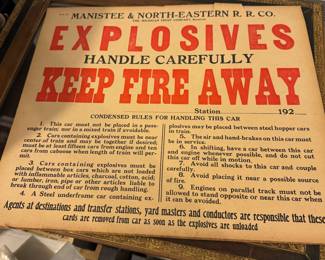 MANISTEE & NORTH-EASTERN R. R. CO.
THE MICHIGAN TRUST COMPANY, RECEIVER
EXPLOSIVES
HANDLE CAREFULLY
KEEP FIRE AWAY
Station 192
CONDENSED RULES FOR HANDLING THIS CAR
1. This car must not be placed in a passenger train; nor in a mixed train if avoidable.
2. Cars containing explosives must be near center of train and may be together if desired; must be at least fifteen cars from engine and ten cars from caboose when length of train will permit.
3. Cars containing explosives must be between box cars which are not loaded with inflammable articles, charcoal, cotton, acid; or lumber, iron, pipe or other articles liable to break through end of car from rough handling.
4. A Steel underframe car containing explosives may be placed between steel hopper cars in train.
5. The air and hand-brakes on this car must be in service.
6. In shifting, have a car between this car and engine whenever possible, and do not cut this car off while in motion.
7. Avoid all shocks to this car and couple carefully.
8. Avoid placing it near a possible source of fire.
9. Engines on parallel track must not be allowed to stand opposite or near this car when it can be avoided.
Agents at destinations and transfer stations, yard masters and conductors are responsible that these
cards are removed from car as soon as the explosives are unloaded